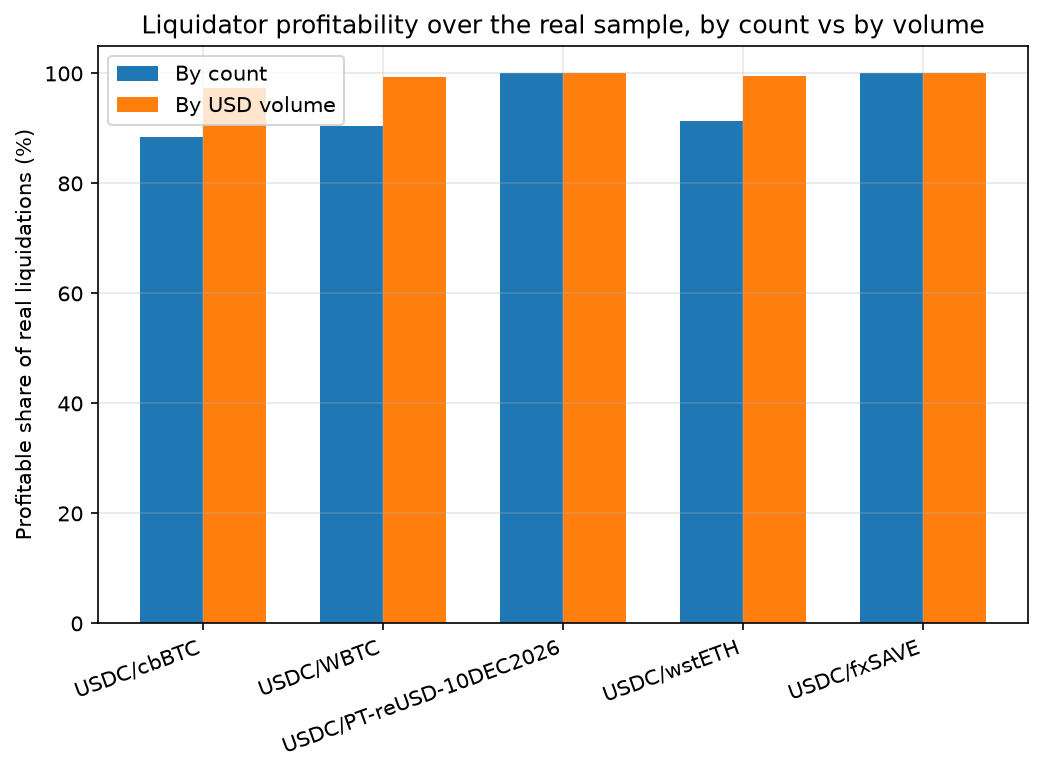 Liquidator profitability over the real sample, by count vs by volume
By count
By USD volume
Profitable share of real liquidations (%)
100
80
60
40
20
0
USDC/cbBTC
USDC/WBTC
USDC/PT-reUSD-10DEC2026
USDC/wstETH
USDC/fxSAVE